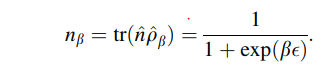 n_β = tr(n̂ρ̂_β) = 1 / (1 + exp(βϵ)).